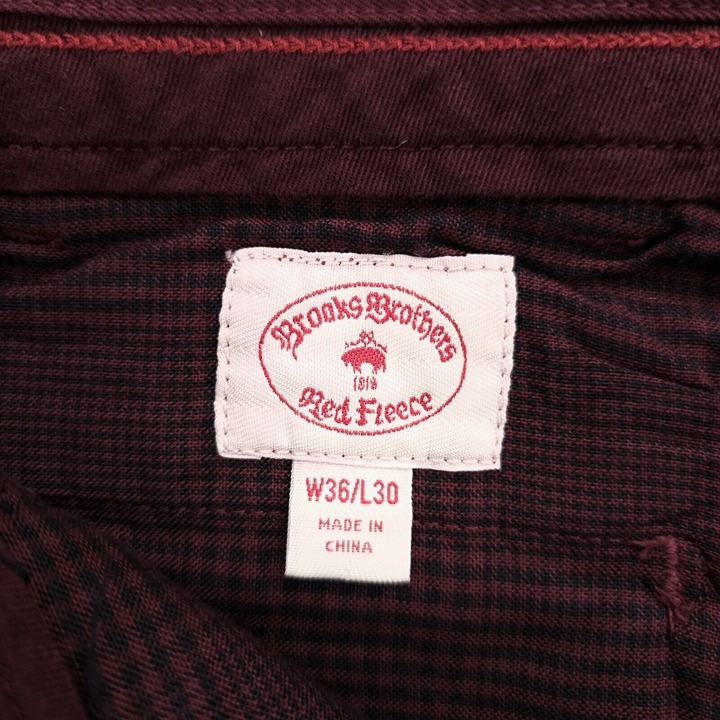 Brooks Brothers
1818
Red Fleece
W36/L30
MADE IN
CHINA